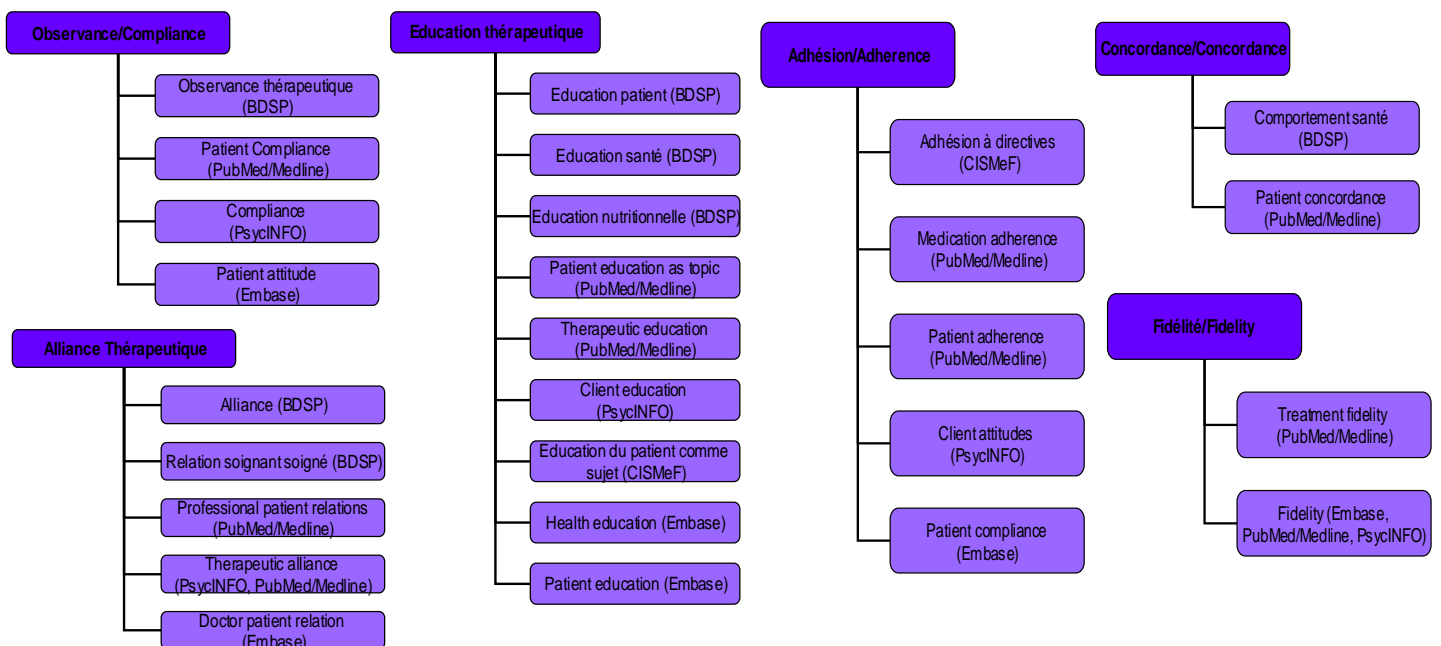 Observance/Compliance
Observance thérapeutique
(BDSP)
Patient Compliance
(PubMed/Medline)
Compliance
(PsycINFO)
Patient attitude
(Embase)
Alliance Thérapeutique
Alliance (BDSP)
Relation soignant soigné (BDSP)
Professional patient relations
(PubMed/Medline)
Therapeutic alliance
(PsycINFO, PubMed/Medline)
Doctor patient relation
(Embase)
Education thérapeutique
Education patient (BDSP)
Education santé (BDSP)
Education nutritionnelle (BDSP)
Patient education as topic
(PubMed/Medline)
Therapeutic education
(PubMed/Medline)
Client education
(PsycINFO)
Education du patient comme
sujet (CISMeF)
Health education (Embase)
Patient education (Embase)
Adhésion/Adherence
Adhésion à directives
(CISMeF)
Medication adherence
(PubMed/Medline)
Patient adherence
(PubMed/Medline)
Client attitudes
(PsycINFO)
Patient compliance
(Embase)
Concordance/Concordance
Comportement santé
(BDSP)
Patient concordance
(PubMed/Medline)
Fidélité/Fidelity
Treatment fidelity
(PubMed/Medline)
Fidelity (Embase,
PubMed/Medline, PsycINFO)